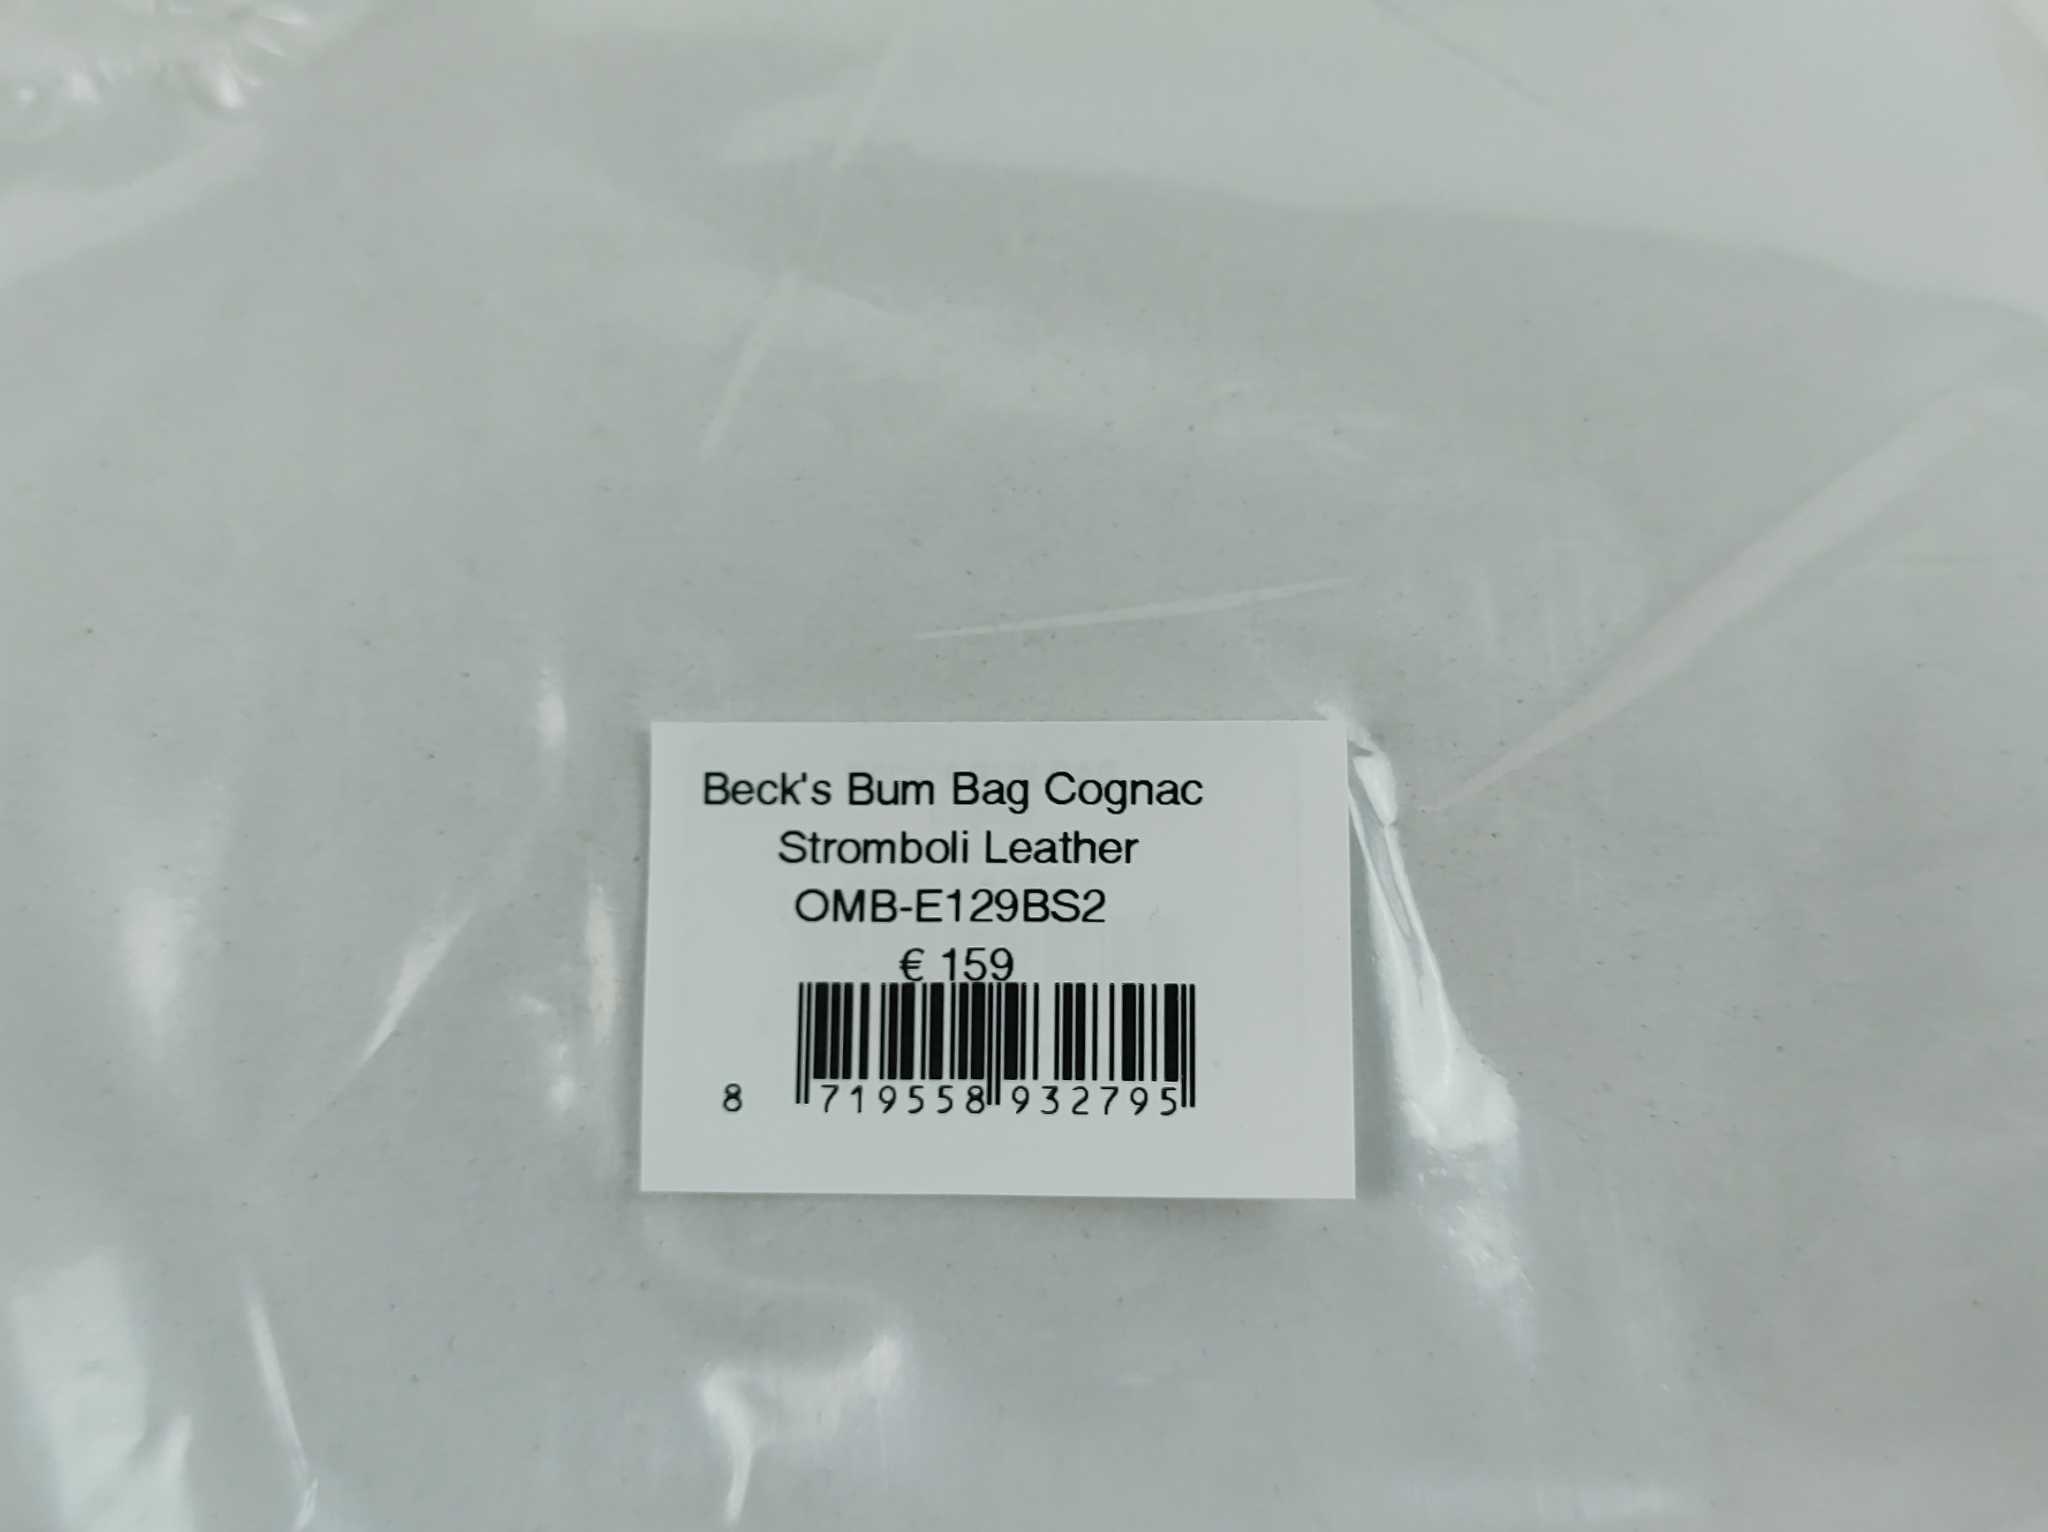 Beck's Bum Bag Cognac
Stromboli Leather
OMB-E129BS2
€ 159
8 719558 932795